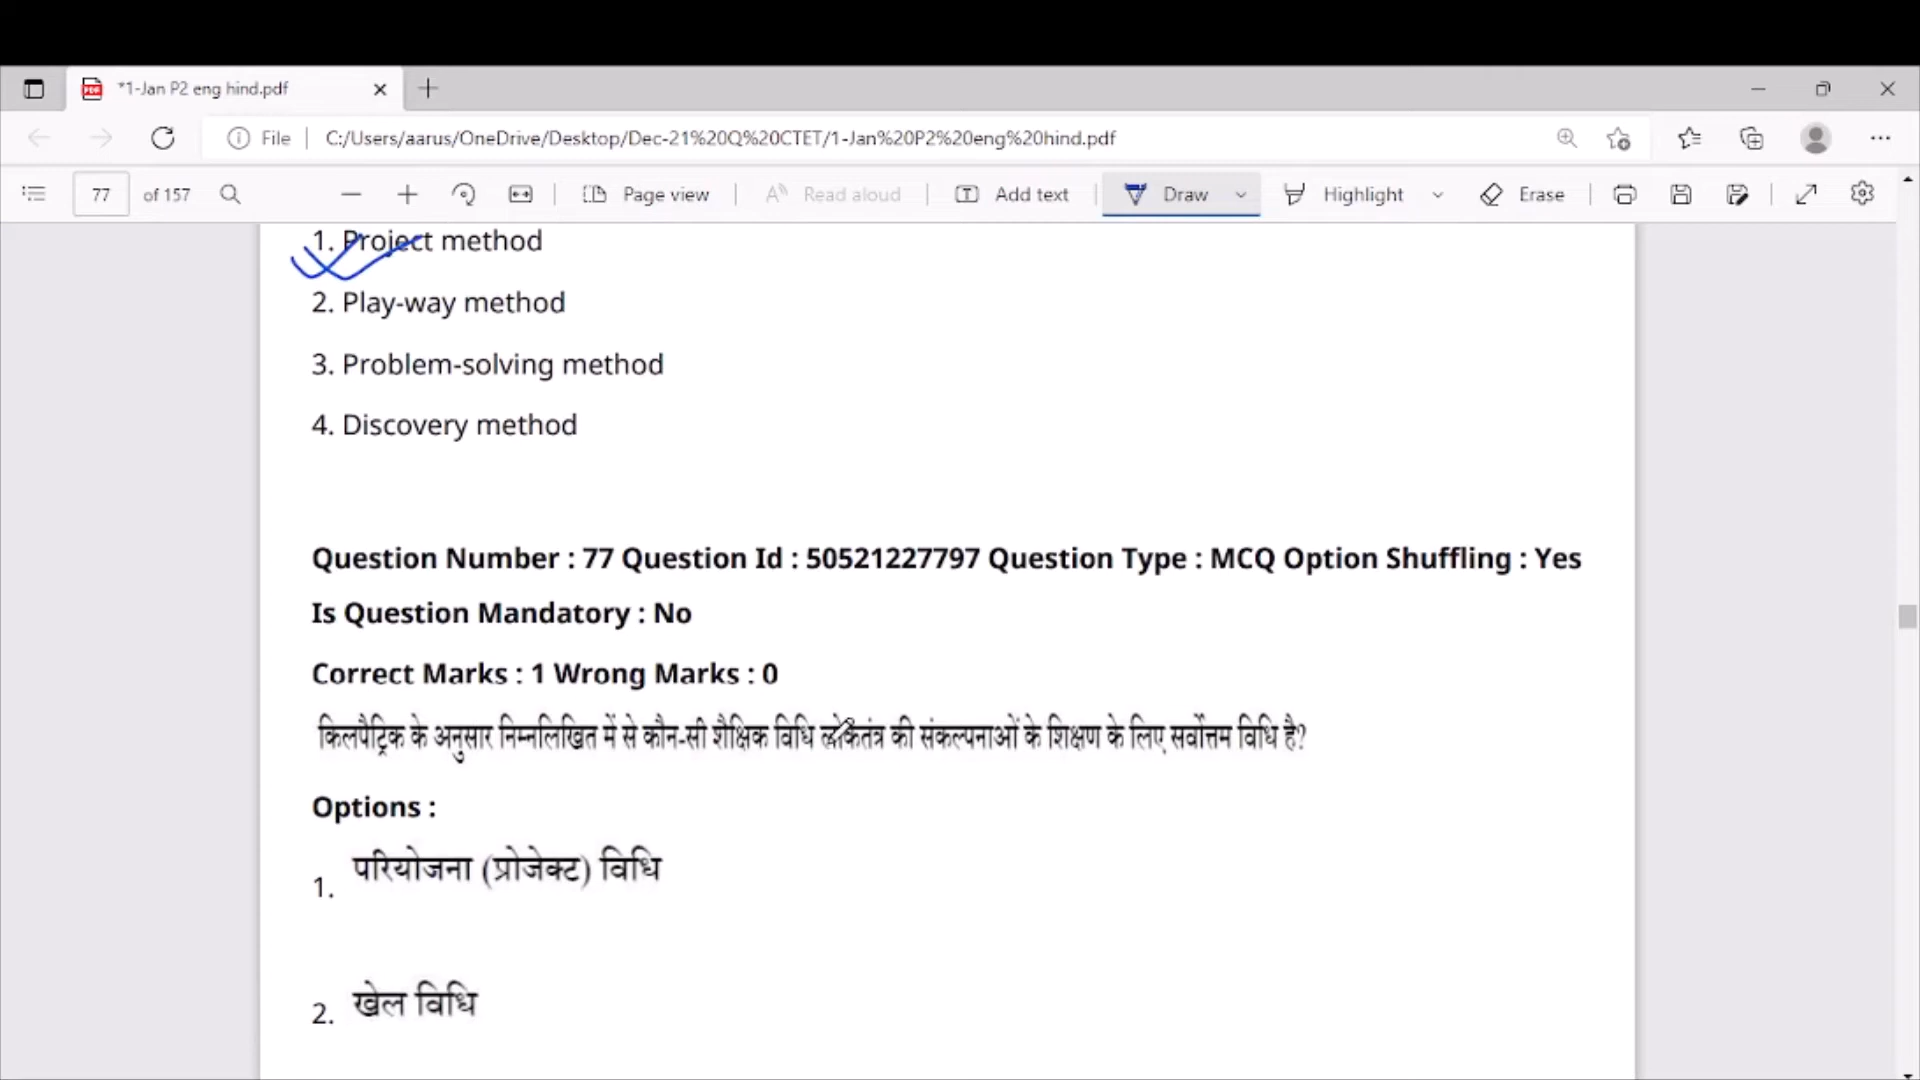 *1-Jan P2 eng hind.pdf
File C:/Users/aarus/OneDrive/Desktop/Dec-21%20Q%20CTET/1-Jan%20P2%20eng%20hind.pdf
77 of 157 Page view Read aloud Add text Draw Highlight Erase
1. Project method
2. Play-way method
3. Problem-solving method
4. Discovery method
Question Number : 77 Question Id : 50521227797 Question Type : MCQ Option Shuffling : Yes
Is Question Mandatory : No
Correct Marks : 1 Wrong Marks : 0
किलपैट्रिक के अनुसार निम्नलिखित में से कौन-सी शैक्षिक विधि लोकतंत्र की संकल्पनाओं के शिक्षण के लिए सर्वोत्तम विधि है?
Options :
1. परियोजना (प्रोजेक्ट) विधि
2. खेल विधि